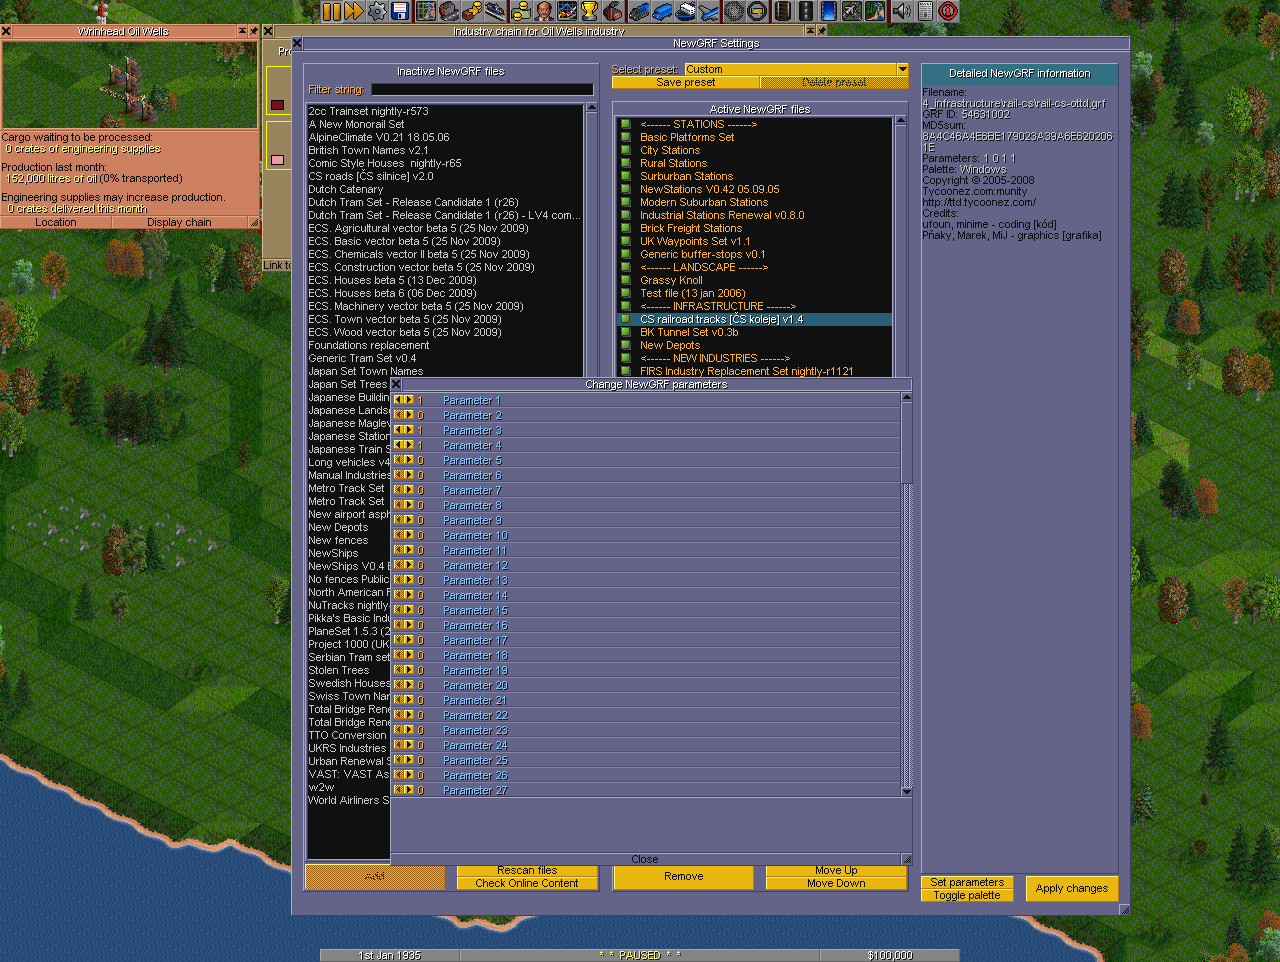 Wrinhead Oil Wells
Cargo waiting to be processed:
0 crates of engineering supplies
Production last month:
152,000 litres of oil (0% transported)
Engineering supplies may increase production.
0 crates delivered this month
Location
Display chain
Industry chain for Oil Wells industry
Link to
NewGRF Settings
Inactive NewGRF files
Filter string:
2cc Trainset nightly-r573
A New Monorail Set
AlpineClimate V0.21 18.05.06
British Town Names v2.1
Comic Style Houses nightly-r65
CS roads [ČS silnice] v2.0
Dutch Catenary
Dutch Tram Set - Release Candidate 1 (r26)
Dutch Tram Set - Release Candidate 1 (r26) - LV4 com...
ECS. Agricultural vector beta 5 (25 Nov 2009)
ECS. Basic vector beta 5 (25 Nov 2009)
ECS. Chemicals vector II beta 5 (25 Nov 2009)
ECS. Construction vector beta 5 (25 Nov 2009)
ECS. Houses beta 5 (13 Dec 2009)
ECS. Houses beta 6 (06 Dec 2009)
ECS. Machinery vector beta 5 (25 Nov 2009)
ECS. Town vector beta 5 (25 Nov 2009)
ECS. Wood vector beta 5 (25 Nov 2009)
Foundations replacement
Generic Tram Set v0.4
Japan Set Town Names
Japan Set Trees
Japanese Buildin
Japanese Lands
Japanese Maglev
Japanese Station
Japanese Train S
Long vehicles v4
Manual Industries
Metro Track Set
Metro Track Set
New airport asph
New Depots
New fences
NewShips
NewShips V0.4
No fences Public
North American F
NuTracks nightly-
Pikka's Basic Indu
PlaneSet 1.5.3 (2
Project 1000 (UK
Serbian Tram set
Stolen Trees
Swedish Houses
Swiss Town Nar
Total Bridge Rene
Total Bridge Rene
TTO Conversion
UKRS Industries
Urban Renewal S
VAST: VAST As
w2w
World Airliners S
Add
Rescan files
Check Online Content
Select preset:
Custom
Save preset
Delete preset
Active NewGRF files
<------ STATIONS ------>
Basic Platforms Set
City Stations
Rural Stations
Surburban Stations
NewStations V0.42 05.09.05
Modern Suburban Stations
Industrial Stations Renewal v0.8.0
Brick Freight Stations
UK Waypoints Set v1.1
Generic buffer-stops v0.1
<------ LANDSCAPE ------>
Grassy Knoll
Test file (13 jan 2006)
<------ INFRASTRUCTURE ------>
CS railroad tracks [ČS koleje] v1.4
BK Tunnel Set v0.3b
New Depots
<------ NEW INDUSTRIES ------>
FIRS Industry Replacement Set nightly-r1121
Remove
Move Up
Move Down
Change NewGRF parameters
1 Parameter 1
0 Parameter 2
1 Parameter 3
1 Parameter 4
0 Parameter 5
0 Parameter 6
0 Parameter 7
0 Parameter 8
0 Parameter 9
0 Parameter 10
0 Parameter 11
0 Parameter 12
0 Parameter 13
0 Parameter 14
0 Parameter 15
0 Parameter 16
0 Parameter 17
0 Parameter 18
0 Parameter 19
0 Parameter 20
0 Parameter 21
0 Parameter 22
0 Parameter 23
0 Parameter 24
0 Parameter 25
0 Parameter 26
0 Parameter 27
Close
Detailed NewGRF information
Filename:
4_infrastructure\rail-cs\rail-cs-ottd.grf
GRF ID: 54631002
MD5sum:
8A4C46A4E6BE179023A39A6E620206
1E
Parameters: 1 0 1 1
Palette: Windows
Copyright © 2005-2008
Tycoonez.com:munity
http://ttd.tycoonez.com/
Credits:
ufoun, minime - coding [kód]
Pňaky, Marek, MiJ - graphics [grafika]
Set parameters
Toggle palette
Apply changes
1st Jan 1935
* * PAUSED * *
$100,000